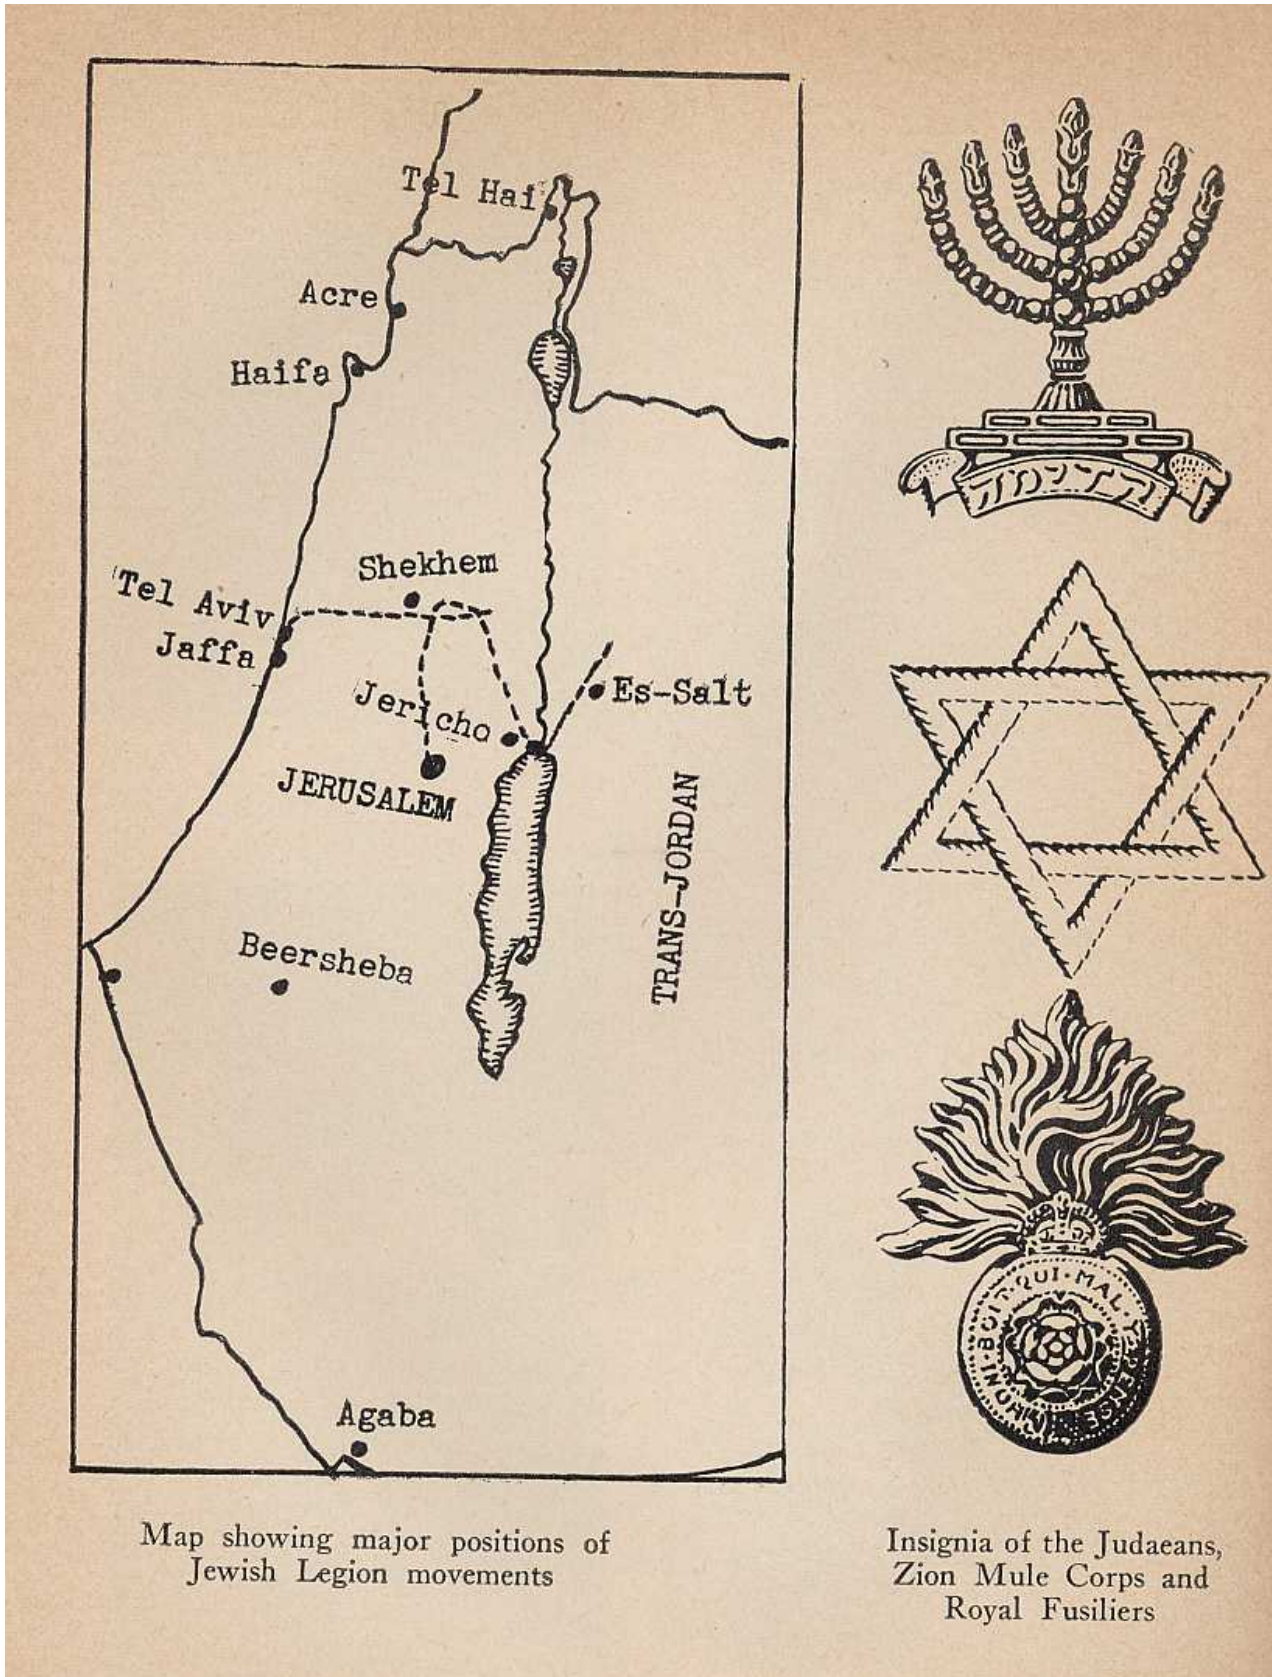 Tel Hai
Acre
Haifa
Shekhem
Tel Aviv
Jaffa
Jericho
Es-Salt
JERUSALEM
TRANS-JORDAN
Beersheba
Agaba
קדימה
HONI·SOIT·QUI·MAL·Y·PENSE
Map showing major positions of
Jewish Legion movements
Insignia of the Judaeans,
Zion Mule Corps and
Royal Fusiliers